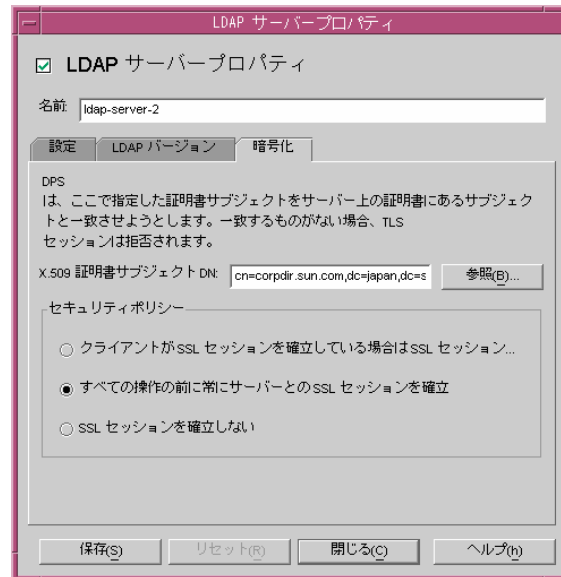 LDAP サーバープロパティ
LDAP サーバープロパティ
名前: ldap-server-2
設定 LDAP バージョン 暗号化
DPS
は、ここで指定した証明書サブジェクトをサーバー上の証明書にあるサブジェク
トと一致させようとします。一致するものがない場合、TLS
セッションは拒否されます。
X.509 証明書サブジェクト DN: cn=corpdir.sun.com,dc=japan,dc=s 参照(B)...
セキュリティポリシー
クライアントがSSL セッションを確立している場合はSSL セッション...
すべての操作の前に常にサーバーとのSSL セッションを確立
SSL セッションを確立しない
保存(S) リセット(R) 閉じる(C) ヘルプ(h)